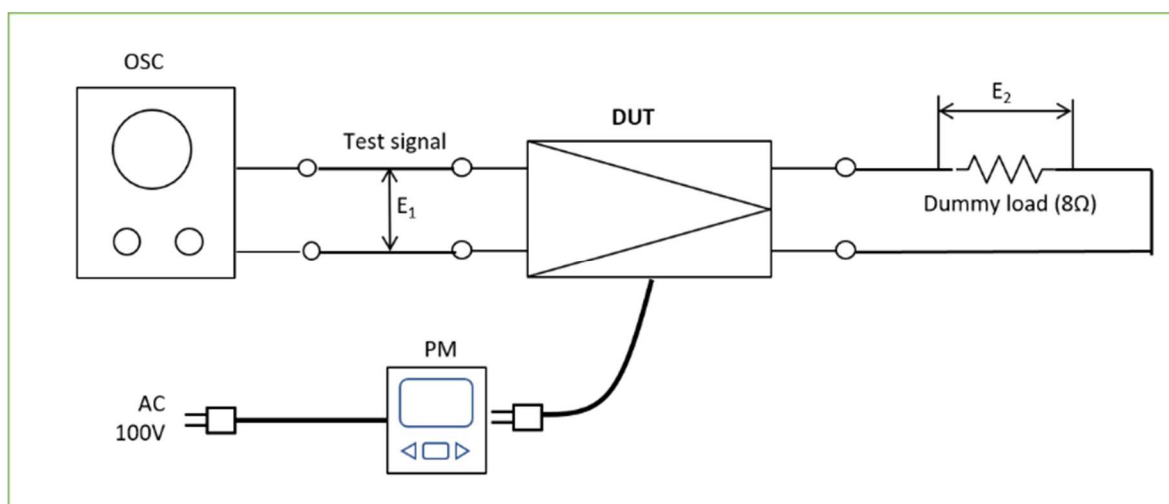 OSC
Test signal
E₁
DUT
E₂
Dummy load (8Ω)
PM
AC
100V